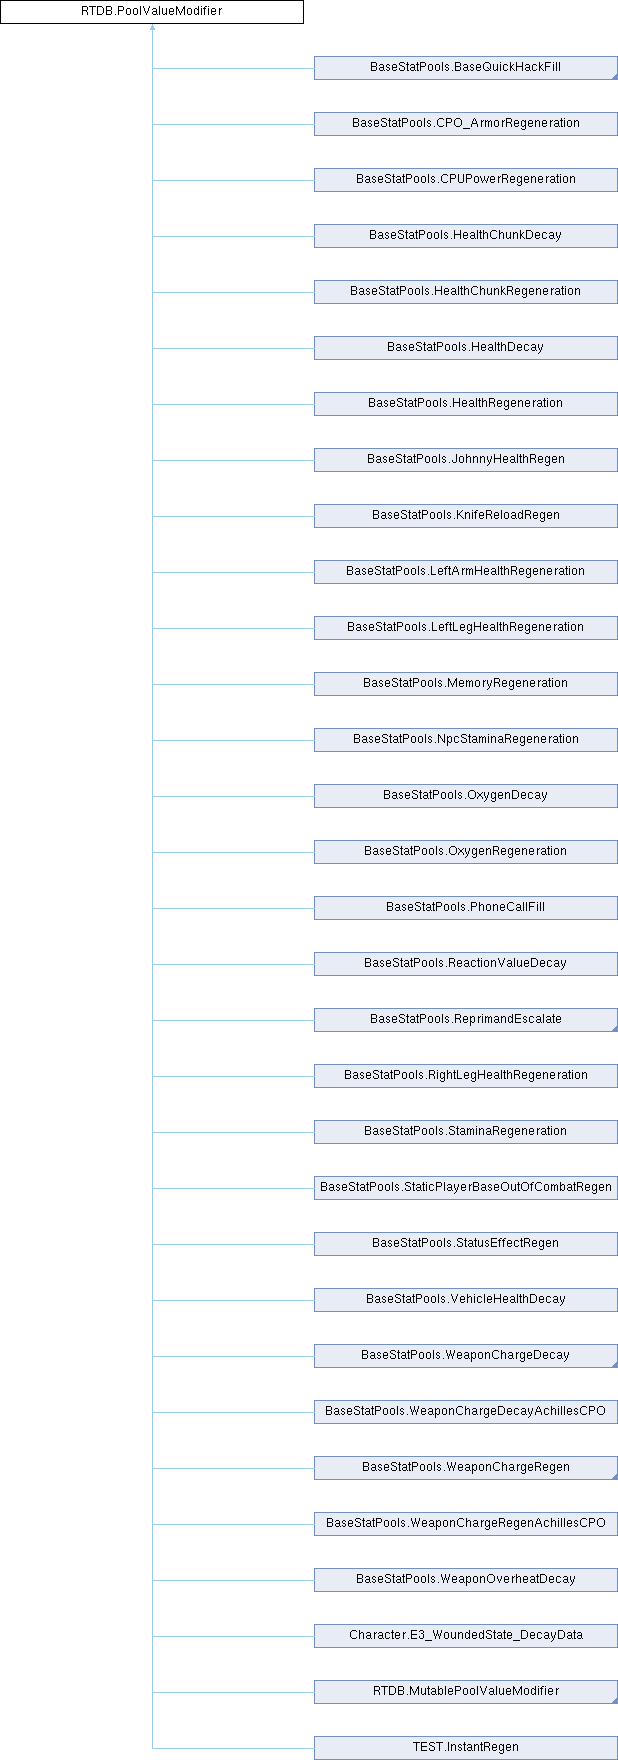 RTDB.PoolValueModifier
BaseStatPools.BaseQuickHackFill
BaseStatPools.CPO_ArmorRegeneration
BaseStatPools.CPUPowerRegeneration
BaseStatPools.HealthChunkDecay
BaseStatPools.HealthChunkRegeneration
BaseStatPools.HealthDecay
BaseStatPools.HealthRegeneration
BaseStatPools.JohnnyHealthRegen
BaseStatPools.KnifeReloadRegen
BaseStatPools.LeftArmHealthRegeneration
BaseStatPools.LeftLegHealthRegeneration
BaseStatPools.MemoryRegeneration
BaseStatPools.NpcStaminaRegeneration
BaseStatPools.OxygenDecay
BaseStatPools.OxygenRegeneration
BaseStatPools.PhoneCallFill
BaseStatPools.ReactionValueDecay
BaseStatPools.ReprimandEscalate
BaseStatPools.RightLegHealthRegeneration
BaseStatPools.StaminaRegeneration
BaseStatPools.StaticPlayerBaseOutOfCombatRegen
BaseStatPools.StatusEffectRegen
BaseStatPools.VehicleHealthDecay
BaseStatPools.WeaponChargeDecay
BaseStatPools.WeaponChargeDecayAchillesCPO
BaseStatPools.WeaponChargeRegen
BaseStatPools.WeaponChargeRegenAchillesCPO
BaseStatPools.WeaponOverheatDecay
Character.E3_WoundedState_DecayData
RTDB.MutablePoolValueModifier
TEST.InstantRegen